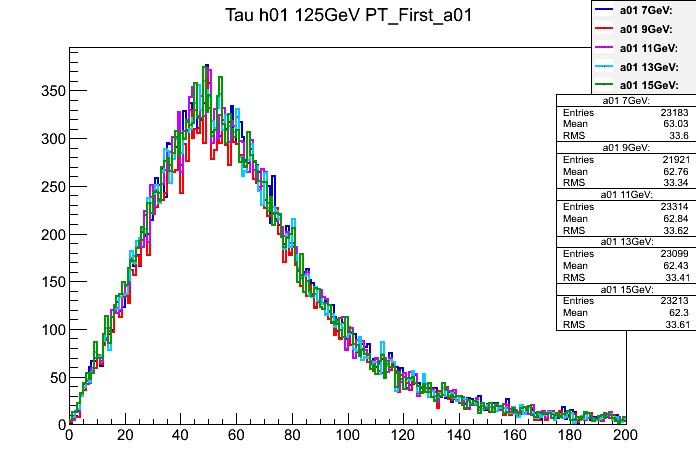 Tau h01 125GeV PT_First_a01
a01 7GeV:
a01 9GeV:
a01 11GeV:
a01 13GeV:
a01 15GeV:
a01 7GeV:
Entries 23183
Mean 63.03
RMS 33.6
a01 9GeV:
Entries 21921
Mean 62.76
RMS 33.34
a01 11GeV:
Entries 23314
Mean 62.84
RMS 33.62
a01 13GeV:
Entries 23099
Mean 62.43
RMS 33.41
a01 15GeV:
Entries 23213
Mean 62.3
RMS 33.61
350
300
250
200
150
100
50
0
0 20 40 60 80 100 120 140 160 180 200